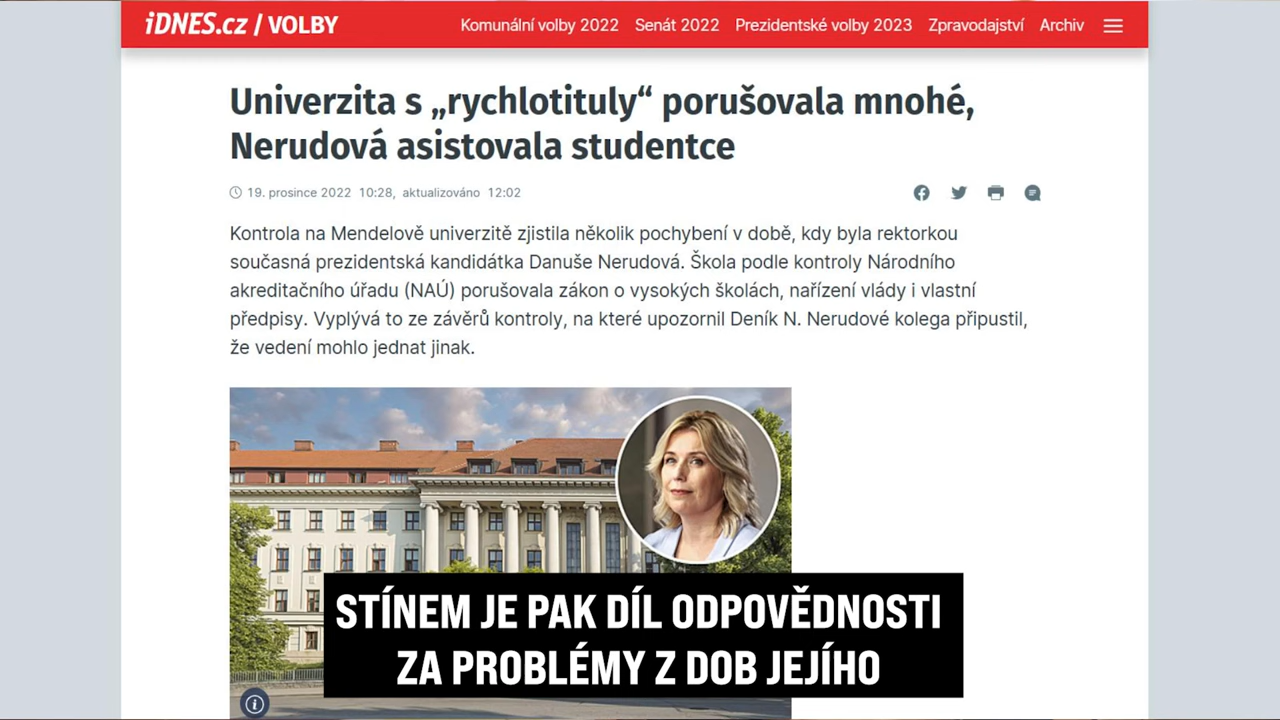 iDNES.cz / VOLBY
Komunální volby 2022 Senát 2022 Prezidentské volby 2023 Zpravodajství Archiv
Univerzita s „rychlotituly“ porušovala mnohé,
Nerudová asistovala studentce
19. prosince 2022 10:28, aktualizováno 12:02
Kontrola na Mendelově univerzitě zjistila několik pochybení v době, kdy byla rektorkou
současná prezidentská kandidátka Danuše Nerudová. Škola podle kontroly Národního
akreditačního úřadu (NAÚ) porušovala zákon o vysokých školách, nařízení vlády i vlastní
předpisy. Vyplývá to ze závěrů kontroly, na které upozornil Deník N. Nerudové kolega připustil,
že vedení mohlo jednat jinak.
STÍNEM JE PAK DÍL ODPOVĚDNOSTI
ZA PROBLÉMY Z DOB JEJÍHO